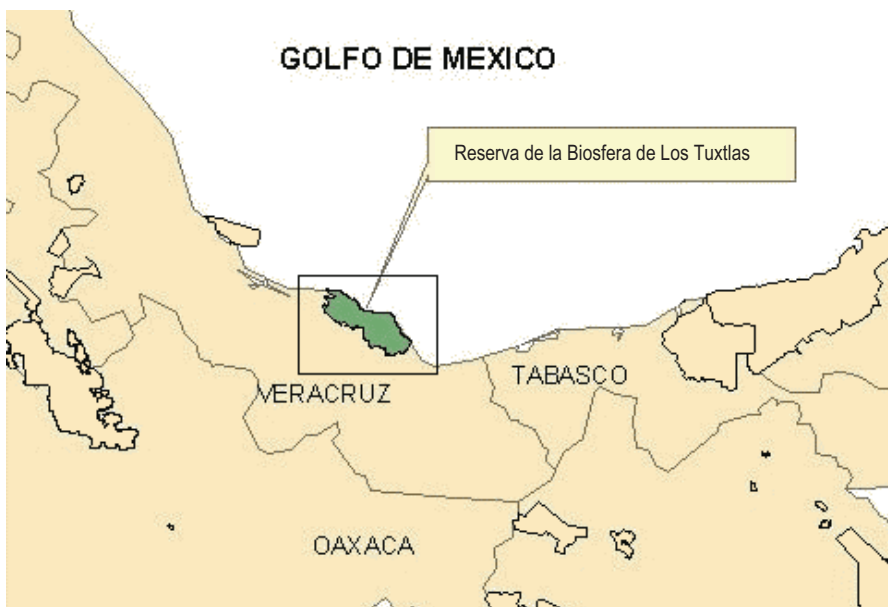 GOLFO DE MEXICO
Reserva de la Biosfera de Los Tuxtlas
TABASCO
VERACRUZ
OAXACA